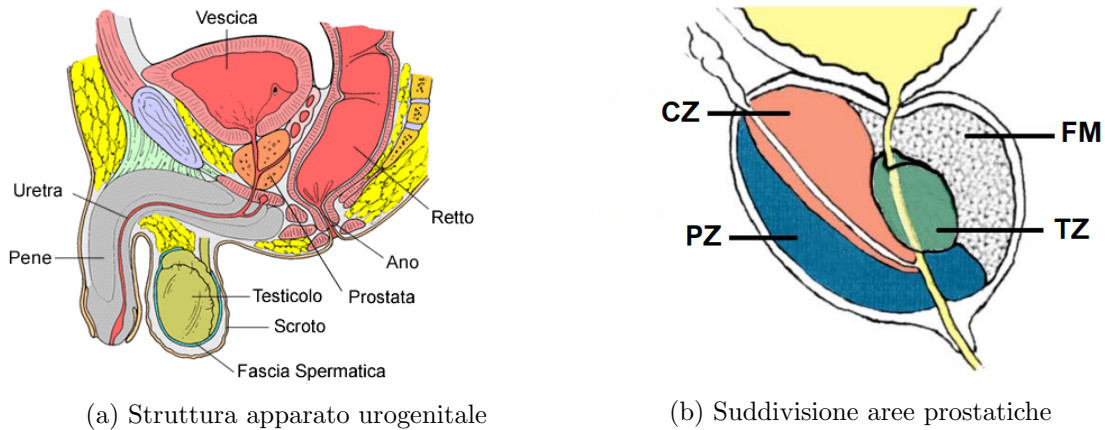 Vescica
Uretra
Pene
Retto
Ano
Prostata
Testicolo
Scroto
Fascia Spermatica
(a) Struttura apparato urogenitale
CZ
FM
PZ
TZ
(b) Suddivisione aree prostatiche